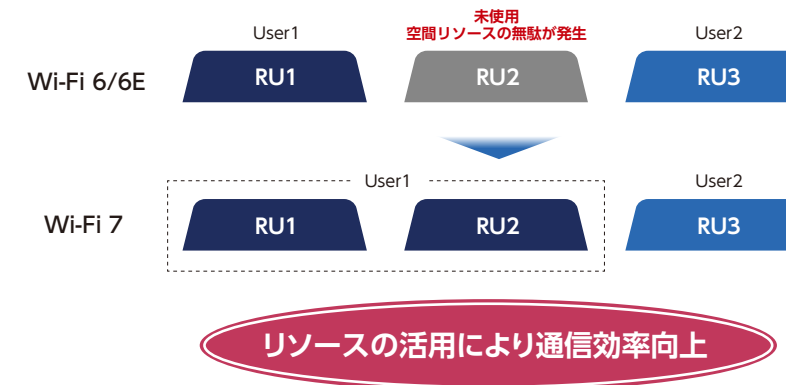 User1
未使用
空間リソースの無駄が発生
User2
Wi-Fi 6/6E
RU1
RU2
RU3
User1
User2
Wi-Fi 7
RU1
RU2
RU3
リソースの活用により通信効率向上